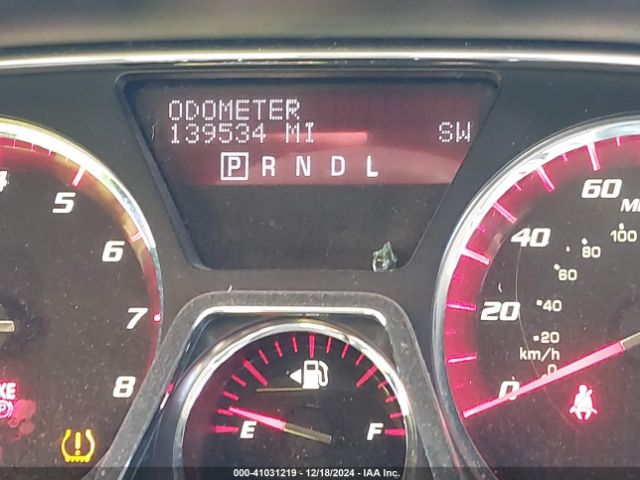 ODOMETER
139534 MI SW
P R N D L
4 5 6 7 8
0 20 40 60
20 40 60 80 100
km/h 0
E F
P
000-41031219 - 12/18/2024 - IAA Inc.